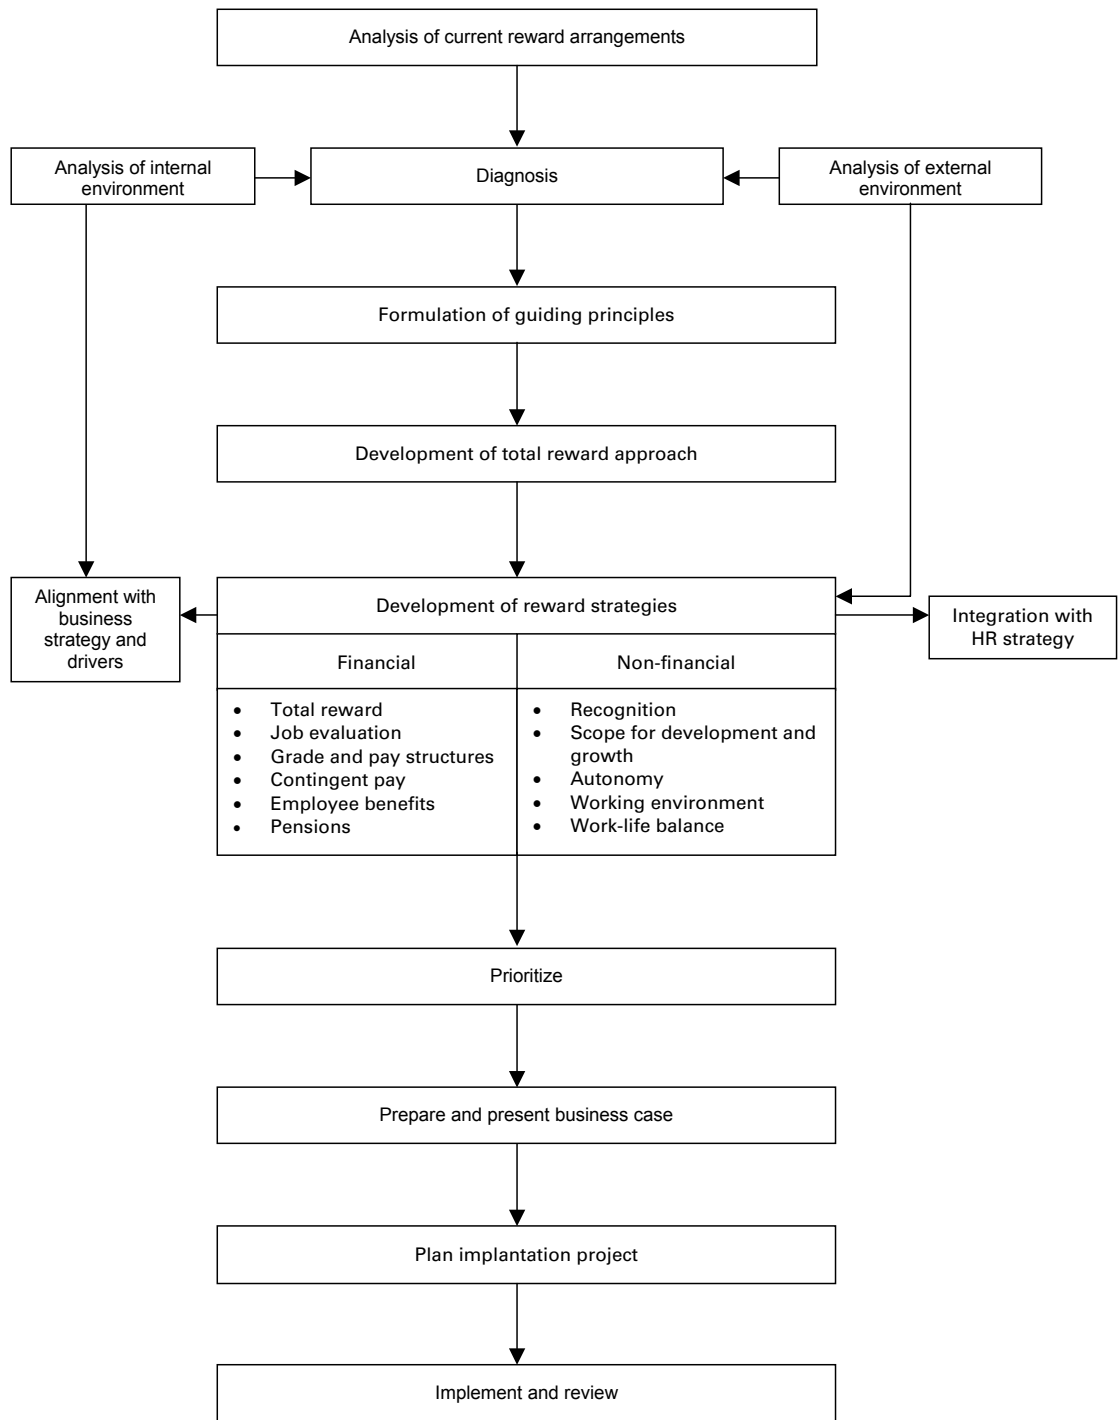 Analysis of current reward arrangements
Analysis of internal
environment
Diagnosis
Analysis of external
environment
Formulation of guiding principles
Development of total reward approach
Alignment with
business
strategy and
drivers
Development of reward strategies
Integration with
HR strategy
Financial
Non-financial
• Total reward
• Job evaluation
• Grade and pay structures
• Contingent pay
• Employee benefits
• Pensions
• Recognition
• Scope for development and
growth
• Autonomy
• Working environment
• Work-life balance
Prioritize
Prepare and present business case
Plan implantation project
Implement and review